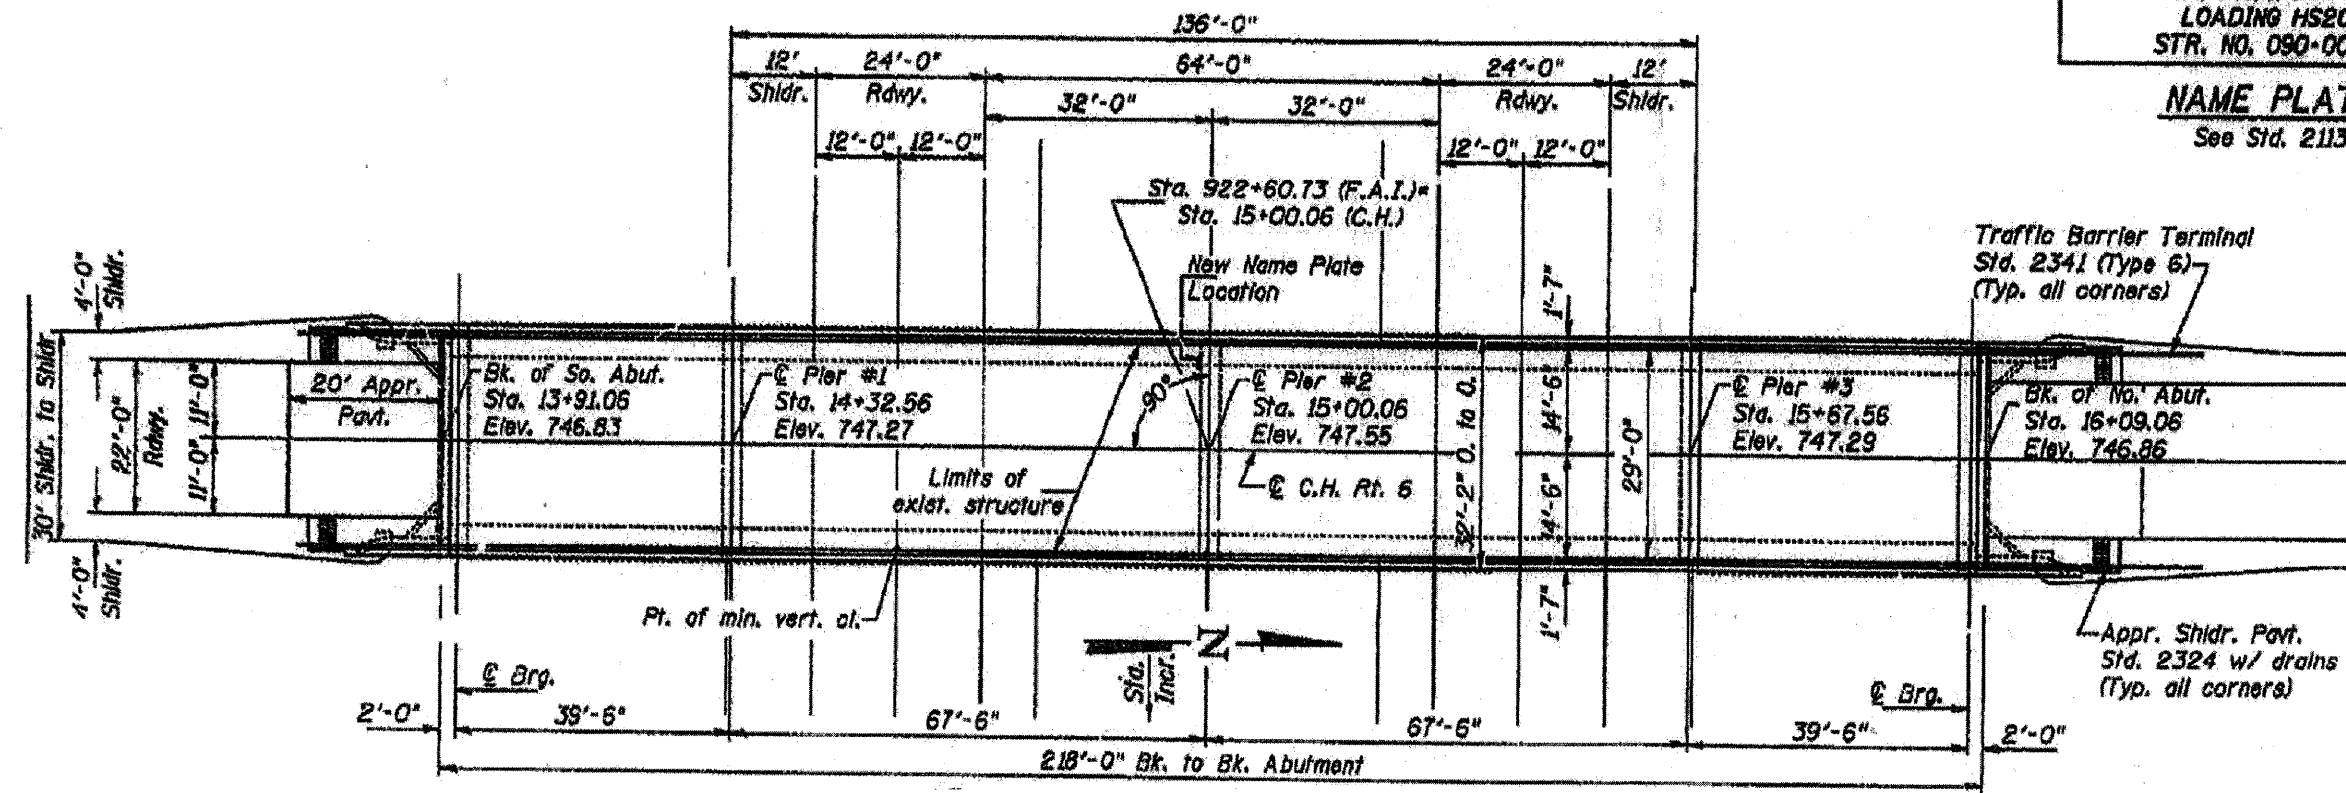 136'-0"
12' 24'-0" 64'-0" 24'-0" 12'
Shldr. Rdwy. Rdwy. Shldr.
32'-0" 32'-0"
12'-0" 12'-0" 12'-0" 12'-0"
LOADING HS20
STR. NO. 090-00
NAME PLAT
See Std. 2113
Sta. 922+60.73 (F.A.I.)*
Sta. 15+00.06 (C.H.)
New Name Plate
Location
Traffic Barrier Terminal
Std. 2341 (Type 6)
(Typ. all corners)
4'-0"
Shldr.
30' Shldr. to Shldr.
22'-0"
Rdwy.
11'-0" 11'-0"
4'-0"
Shldr.
20' Appr.
Pavt.
Bk. of So. Abut.
Sta. 13+91.06
Elev. 746.83
℄ Pier #1
Sta. 14+32.56
Elev. 747.27
90°
℄ Pier #2
Sta. 15+00.06
Elev. 747.55
℄ C.H. Rt. 6
32'-2" O. to O.
1'-7"
14'-6"
14'-6"
1'-7"
29'-0"
℄ Pier #3
Sta. 15+67.56
Elev. 747.29
Bk. of No. Abut.
Sta. 16+09.06
Elev. 746.86
Limits of
exist. structure
Pt. of min. vert. cl.
N
Sta.
Incr.
Appr. Shldr. Pavt.
Std. 2324 w/ drains
(Typ. all corners)
℄ Brg. ℄ Brg.
2'-0" 39'-6" 67'-6" 67'-6" 39'-6" 2'-0"
218'-0" Bk. to Bk. Abutment